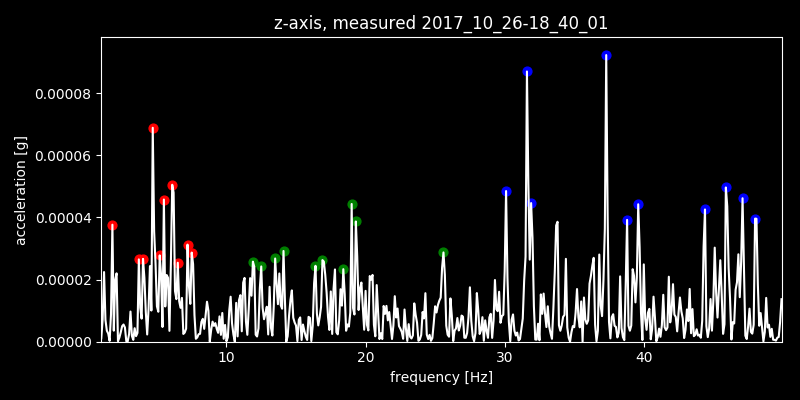 z-axis, measured 2017_10_26-18_40_01
0.00008
0.00006
0.00004
0.00002
0.00000
acceleration [g]
10 20 30 40
frequency [Hz]